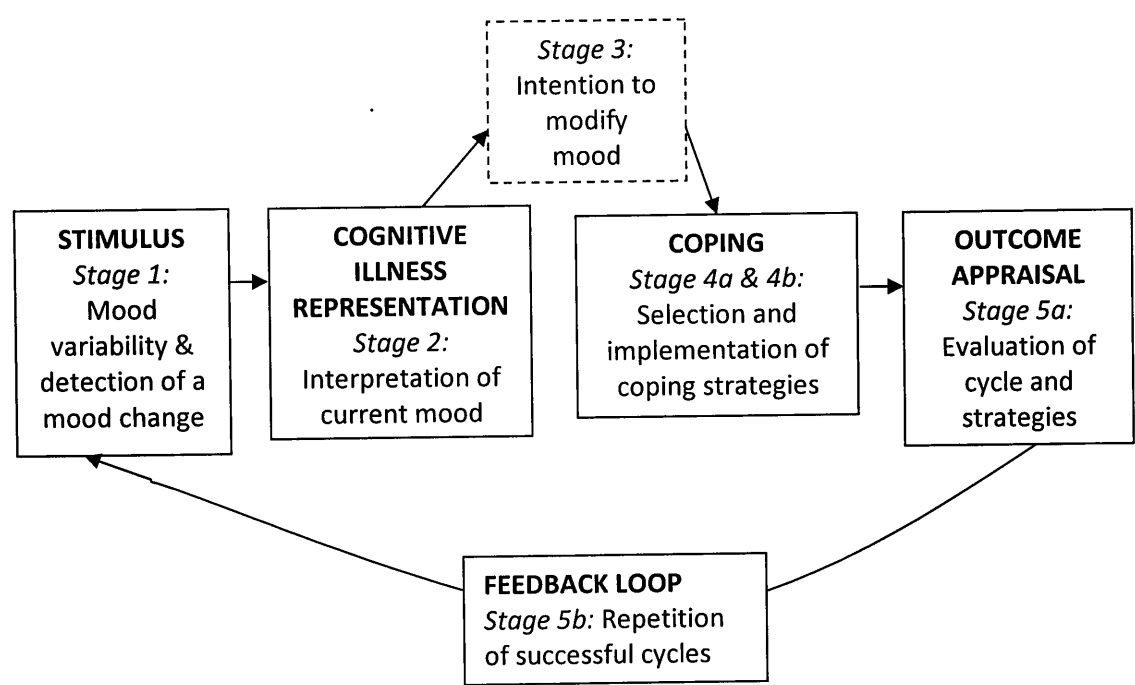 Stage 3:
Intention to
modify
mood
STIMULUS
Stage 1:
Mood
variability &
detection of a
mood change
COGNITIVE
ILLNESS
REPRESENTATION
Stage 2:
Interpretation of
current mood
COPING
Stage 4a & 4b:
Selection and
implementation of
coping strategies
OUTCOME
APPRAISAL
Stage 5a:
Evaluation of
cycle and
strategies
FEEDBACK LOOP
Stage 5b: Repetition
of successful cycles